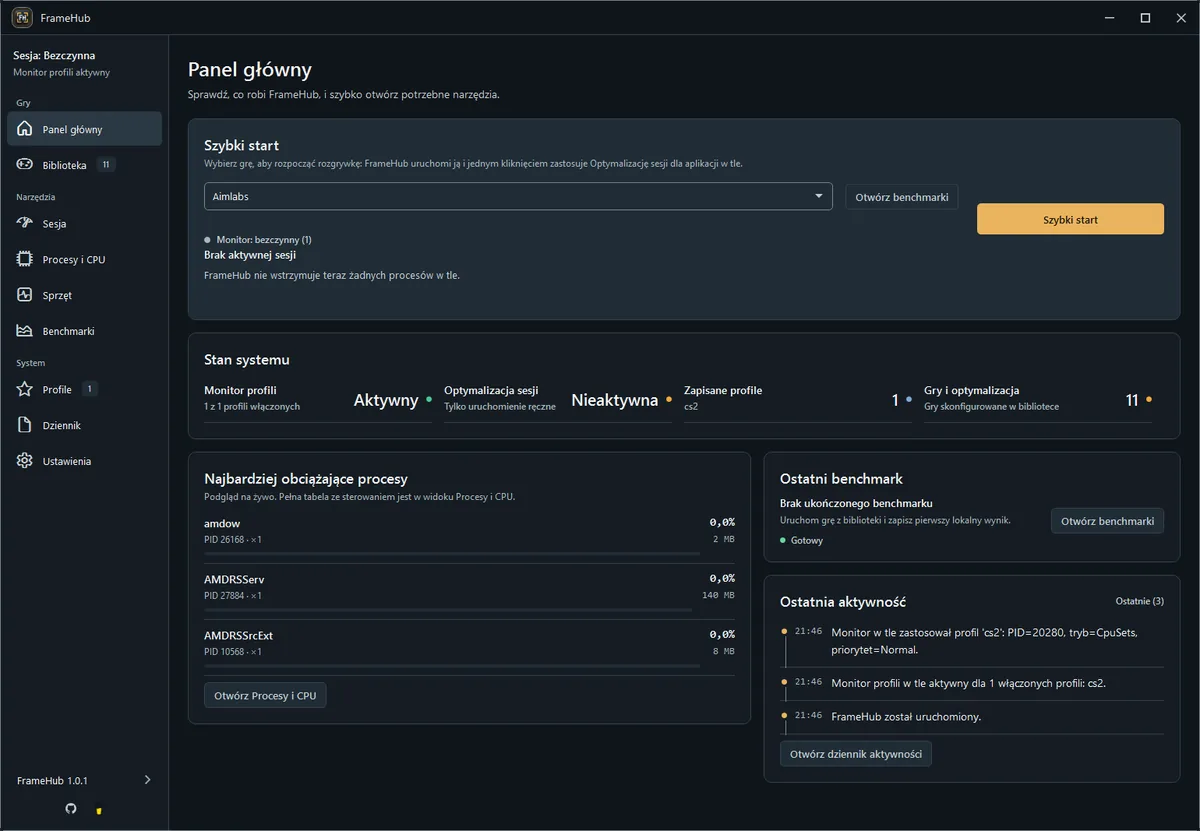 FrameHub
Sesja: Bezczynna
Monitor profili aktywny
Gry
Panel główny
Biblioteka 11
Narzędzia
Sesja
Procesy i CPU
Sprzęt
Benchmarki
System
Profile 1
Dziennik
Ustawienia
FrameHub 1.0.1
Panel główny
Sprawdź, co robi FrameHub, i szybko otwórz potrzebne narzędzia.
Szybki start
Wybierz grę, aby rozpocząć rozgrywkę: FrameHub uruchomi ją i jednym kliknięciem zastosuje Optymalizację sesji dla aplikacji w tle.
Aimlabs
Otwórz benchmarki
Szybki start
Monitor: bezczynny (1)
Brak aktywnej sesji
FrameHub nie wstrzymuje teraz żadnych procesów w tle.
Stan systemu
Monitor profili
1 z 1 profili włączonych
Aktywny
Optymalizacja sesji
Tylko uruchomienie ręczne
Nieaktywna
Zapisane profile
cs2
1
Gry i optymalizacja
Gry skonfigurowane w bibliotece
11
Najbardziej obciążające procesy
Podgląd na żywo. Pełna tabela ze sterowaniem jest w widoku Procesy i CPU.
amdow 0,0%
PID 26168 · ×1 2 MB
AMDRSServ 0,0%
PID 27884 · ×1 140 MB
AMDRSSrcExt 0,0%
PID 10568 · ×1 8 MB
Otwórz Procesy i CPU
Ostatni benchmark
Brak ukończonego benchmarku
Uruchom grę z biblioteki i zapisz pierwszy lokalny wynik.
Gotowy
Otwórz benchmarki
Ostatnia aktywność Ostatnie (3)
21:46 Monitor w tle zastosował profil 'cs2': PID=20280, tryb=CpuSets,
priorytet=Normal.
21:46 Monitor profili w tle aktywny dla 1 włączonych profili: cs2.
21:46 FrameHub został uruchomiony.
Otwórz dziennik aktywności